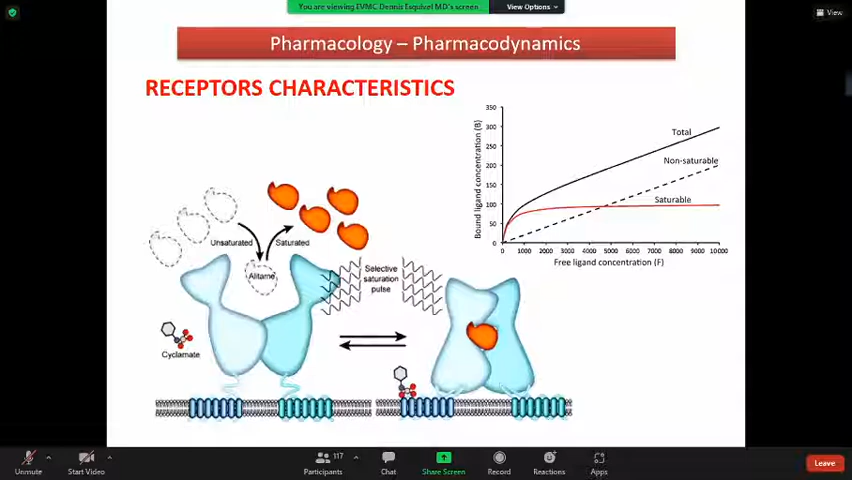 You are viewing EVMC Dennis Esquivel MD's screen
View Options
View
Pharmacology – Pharmacodynamics
RECEPTORS CHARACTERISTICS
Unsaturated
Saturated
Alitame
Selective
saturation
pulse
Cyclamate
Bound ligand concentration (B)
350
300
250
200
150
100
50
0
Total
Non-saturable
Saturable
0 1000 2000 3000 4000 5000 6000 7000 8000 9000 10000
Free ligand concentration (F)
Unmute
Start Video
117
Participants
Chat
Share Screen
Record
Reactions
Apps
Leave